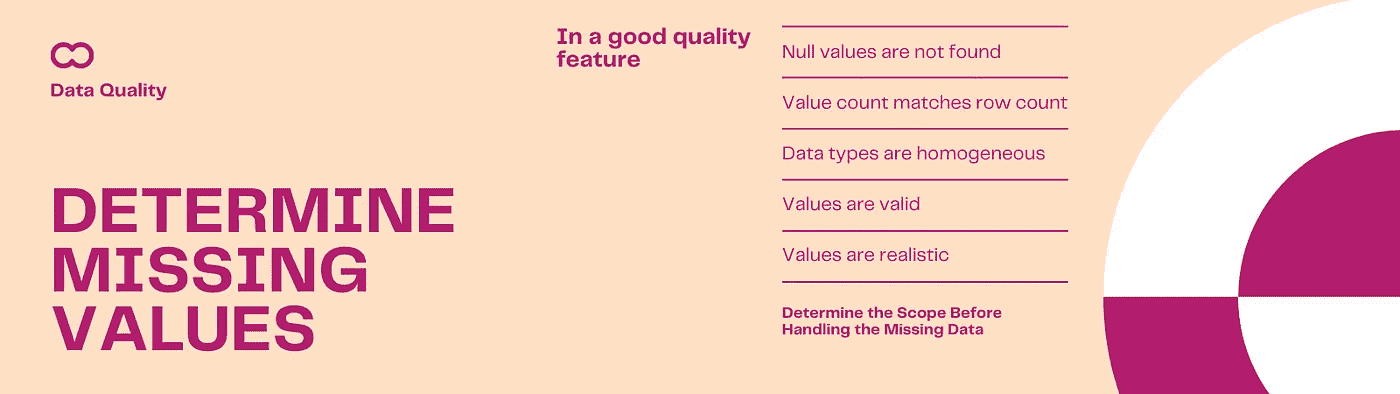 Data Quality
DETERMINE
MISSING
VALUES
In a good quality
feature
Null values are not found
Value count matches row count
Data types are homogeneous
Values are valid
Values are realistic
Determine the Scope Before
Handling the Missing Data